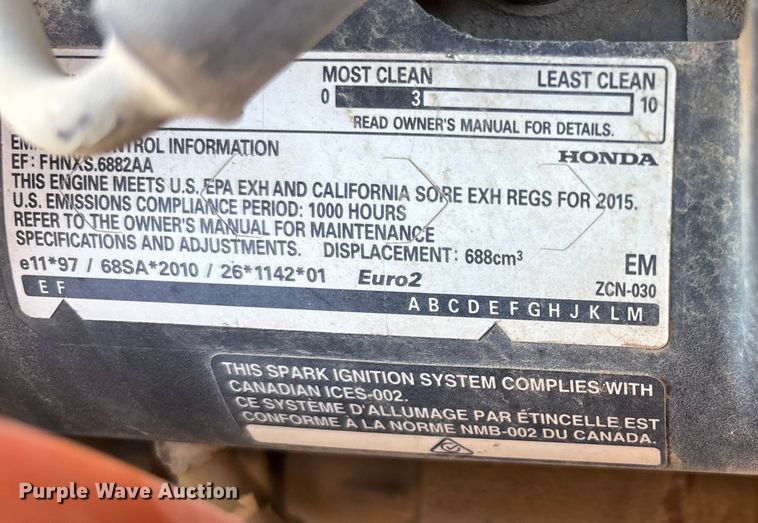 MOST CLEAN LEAST CLEAN
0 3 10
READ OWNER'S MANUAL FOR DETAILS.
CONTROL INFORMATION HONDA
EF: FHNXS.6882AA
THIS ENGINE MEETS U.S. EPA EXH AND CALIFORNIA SORE EXH REGS FOR 2015.
U.S. EMISSIONS COMPLIANCE PERIOD: 1000 HOURS
REFER TO THE OWNER'S MANUAL FOR MAINTENANCE
SPECIFICATIONS AND ADJUSTMENTS. DISPLACEMENT: 688cm³
e11*97 / 68SA*2010 / 26*1142*01 Euro2 EM
ZCN-030
E F A B C D E F G H J K L M
THIS SPARK IGNITION SYSTEM COMPLIES WITH
CANADIAN ICES-002.
CE SYSTÈME D'ALLUMAGE PAR ÉTINCELLE EST
CONFORME À LA NORME NMB-002 DU CANADA.
Purple Wave Auction